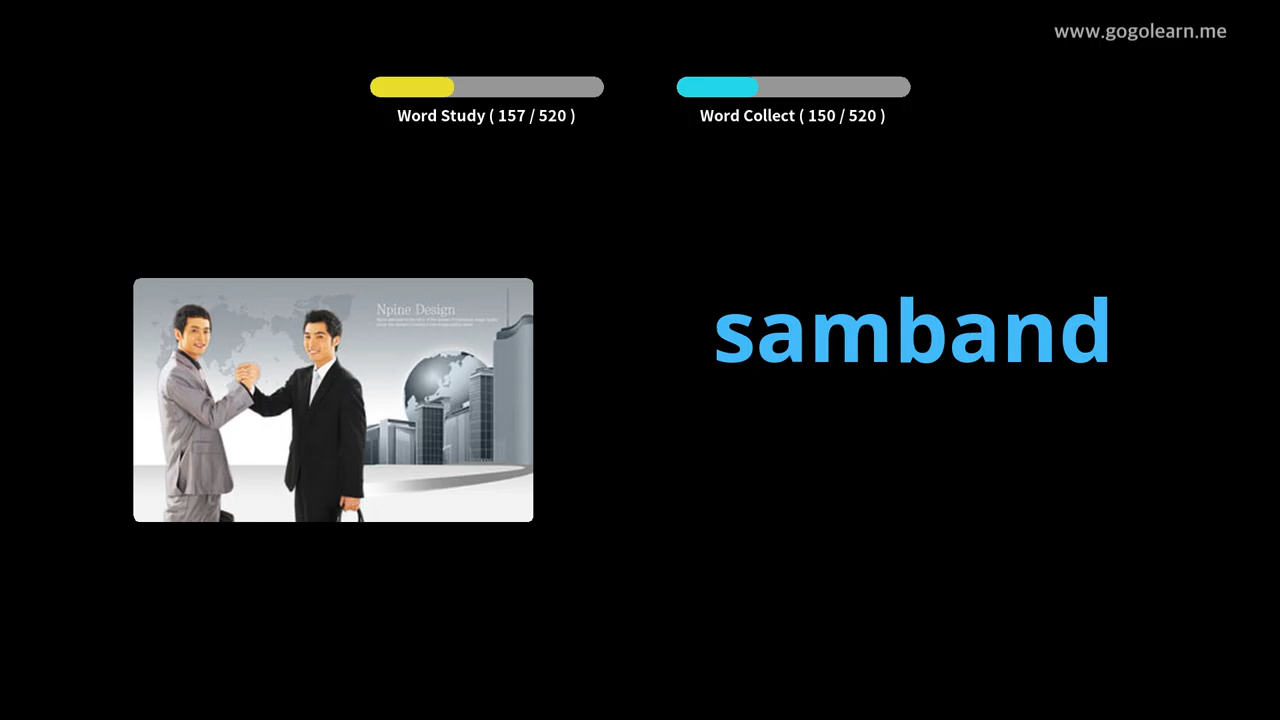 www.gogolearn.me
Word Study ( 157 / 520 )
Word Collect ( 150 / 520 )
Npine Design
samband